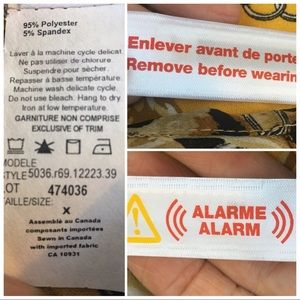 95% Polyester
5% Spandex
Laver à la machine cycle délicat.
Ne pas utiliser de chlorure.
Suspendre pour sécher.
Repasser à basse température.
Machine wash delicate cycle.
Do not use bleach. Hang to dry
Iron at low temperature.
GARNITURE NON COMPRISE
EXCLUSIVE OF TRIM
MODELE
STYLE 5036.r69.12223.39
LOT 474036
TAILLE/SIZE:
X
Assemblé au Canada
composants importés
Sewn in Canada
with imported fabric
CA 10931
Enlever avant de porte
Remove before wearin
ALARME
ALARM